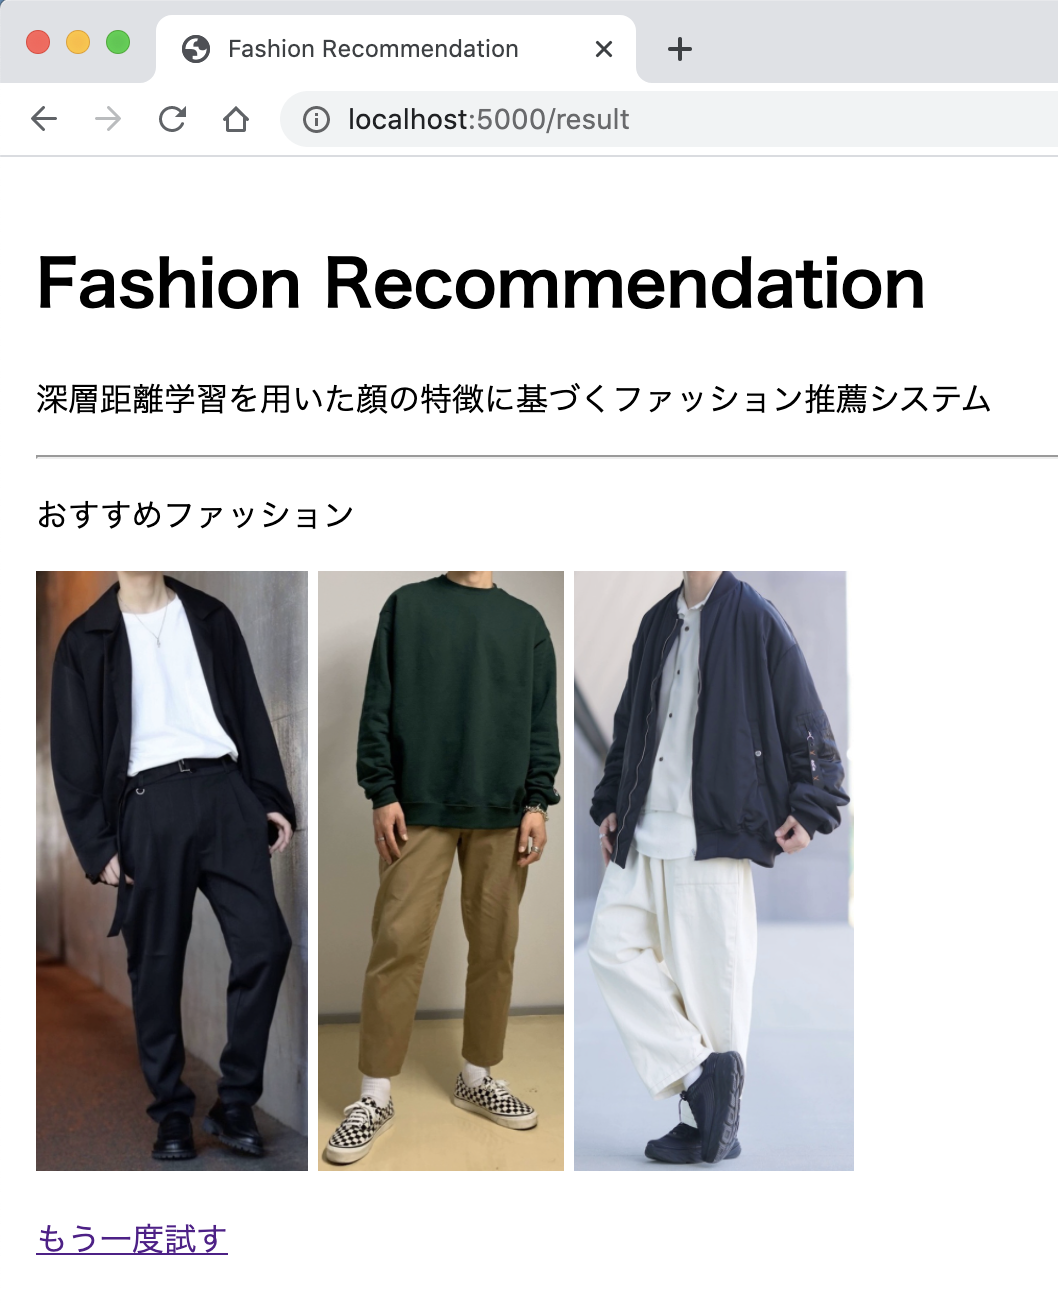 Fashion Recommendation
localhost:5000/result
Fashion Recommendation
深層距離学習を用いた顔の特徴に基づくファッション推薦システム
おすすめファッション
もう一度試す